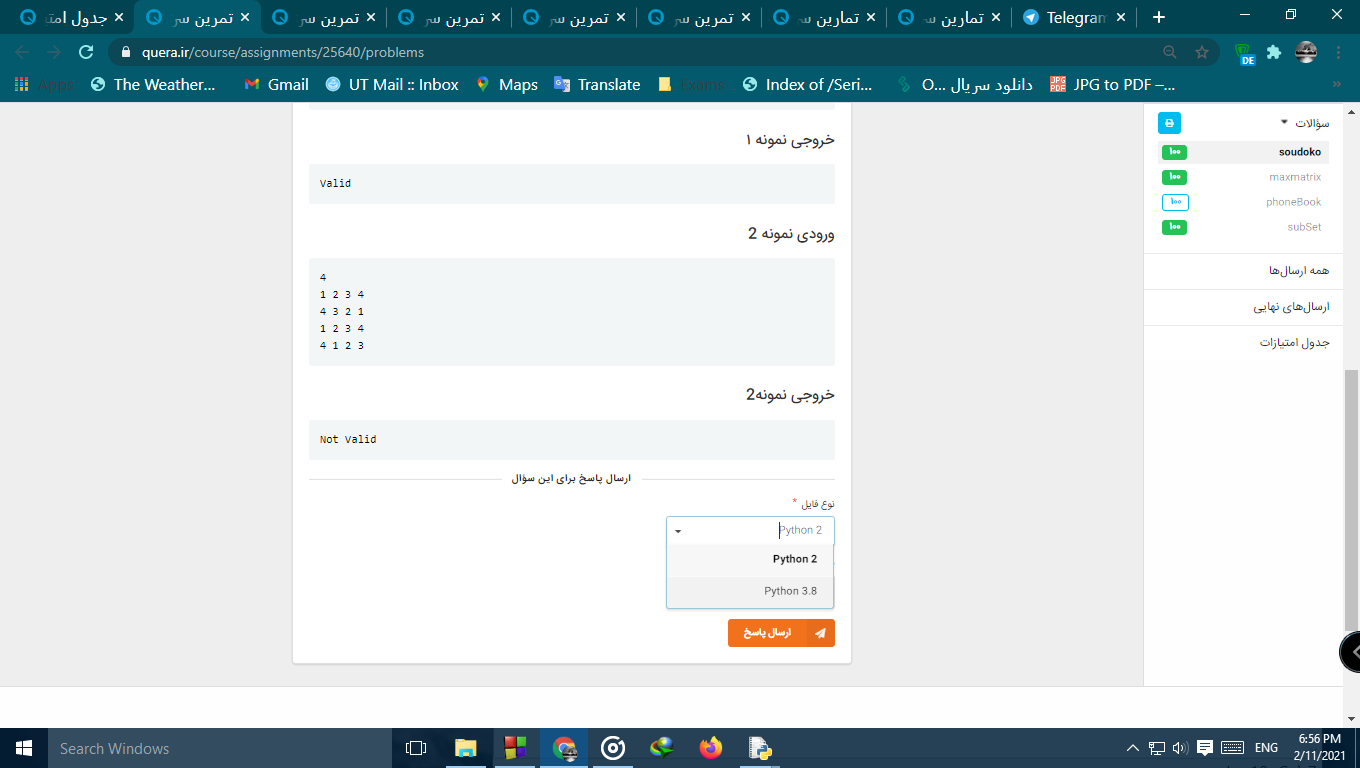 جدول امتیـ
تمرین سر
تمرین سر
تمرین سر
تمرین سر
تمرین سر
تمارین سـ
تمارین سـ
Telegram
quera.ir/course/assignments/25640/problems
DE
Apps
The Weather...
Gmail
UT Mail :: Inbox
Maps
Translate
Exams
Index of /Seri...
دانلود سریال O...
JPG to PDF –...
خروجی نمونه ۱
Valid
ورودی نمونه 2
4
1 2 3 4
4 3 2 1
1 2 3 4
4 1 2 3
خروجی نمونه2
Not Valid
ارسال پاسخ برای این سؤال
نوع فایل *
Python 2
Python 2
Python 3.8
ارسال پاسخ
سؤالات
soudoko ۱۰۰
maxmatrix ۱۰۰
phoneBook ۱۰۰
subSet ۱۰۰
همه ارسال‌ها
ارسال‌های نهایی
جدول امتیازات
Search Windows
ENG
6:56 PM
2/11/2021